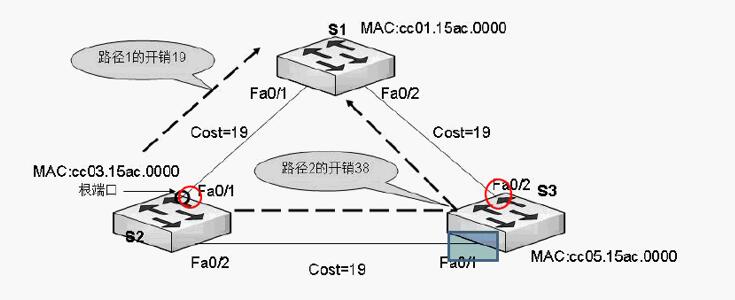 S1
MAC:cc01.15ac.0000
路径1的开销19
Fa0/1
Fa0/2
Cost=19
Cost=19
MAC:cc03.15ac.0000
路径2的开销38
根端口
Fa0/1
Fa0/2
S3
S2
Fa0/2
Cost=19
Fa0/1
MAC:cc05.15ac.0000